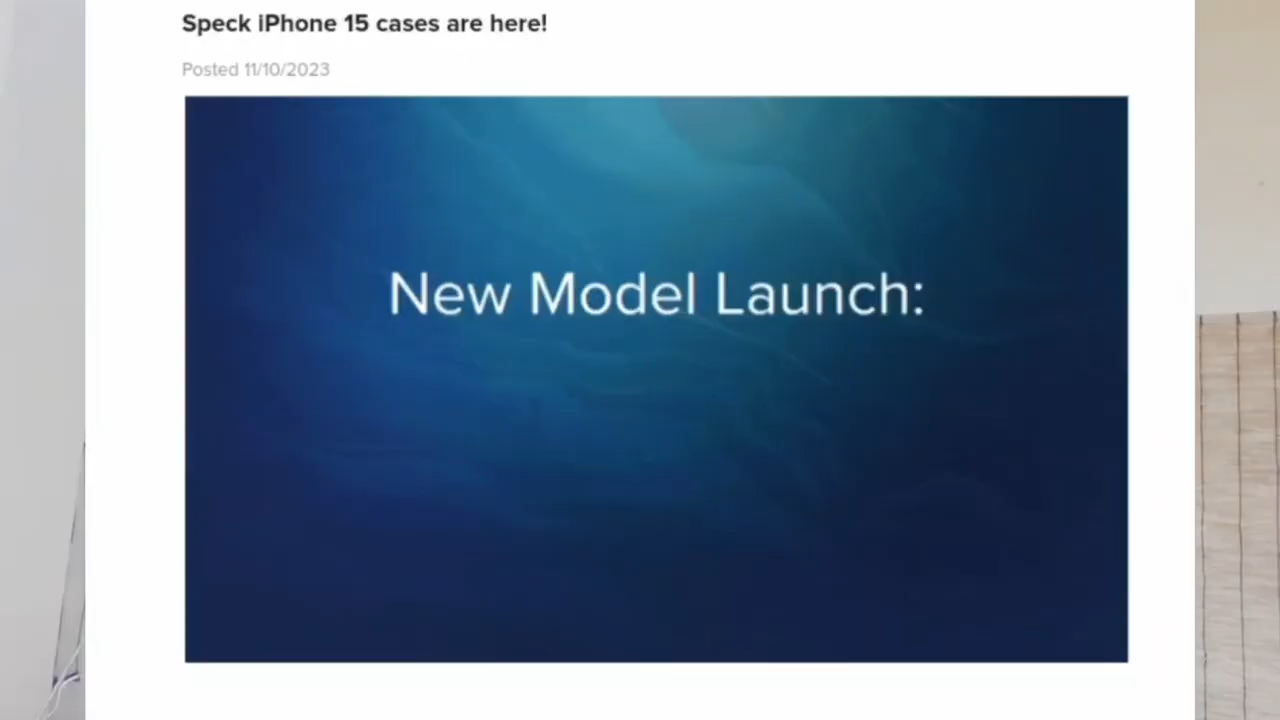 Speck iPhone 15 cases are here!
Posted 11/10/2023
New Model Launch: